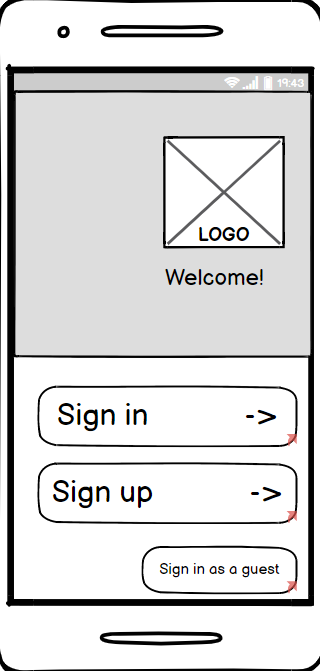 19:43
LOGO
Welcome!
Sign in ->
Sign up ->
Sign in as a guest